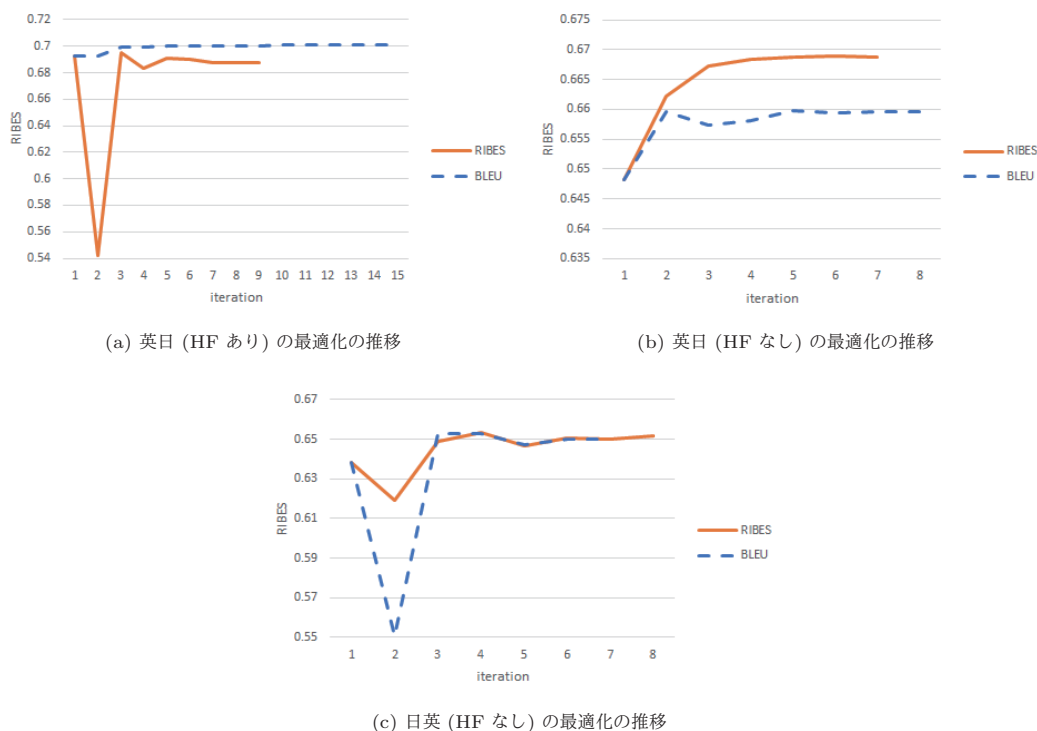 0.72
0.7
0.68
0.66
0.64
0.62
0.6
0.58
0.56
0.54
RIBES
1 2 3 4 5 6 7 8 9 10 11 12 13 14 15
iteration
RIBES
BLEU
(a) 英日 (HF あり) の最適化の推移
0.675
0.67
0.665
0.66
0.655
0.65
0.645
0.64
0.635
RIBES
1 2 3 4 5 6 7 8
iteration
RIBES
BLEU
(b) 英日 (HF なし) の最適化の推移
0.67
0.65
0.63
0.61
0.59
0.57
0.55
RIBES
1 2 3 4 5 6 7 8
iteration
RIBES
BLEU
(c) 日英 (HF なし) の最適化の推移